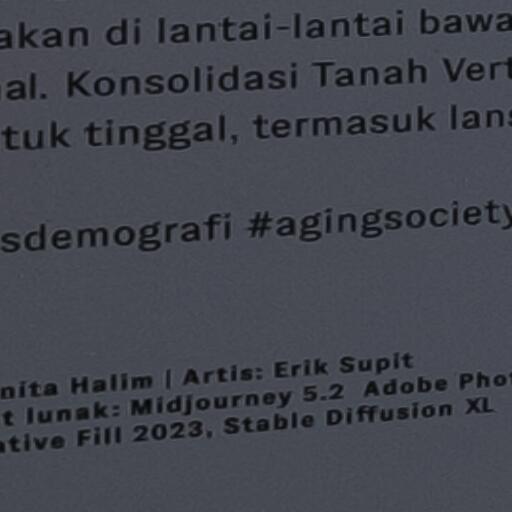 akan di lantai-lantai bawa
al. Konsolidasi Tanah Vert
tuk tinggal, termasuk lans
sdemografi #agingsociety
nita Halim | Artis: Erik Supit
t lunak: Midjourney 5.2 Adobe Phot
ative Fill 2023, Stable Diffusion XL